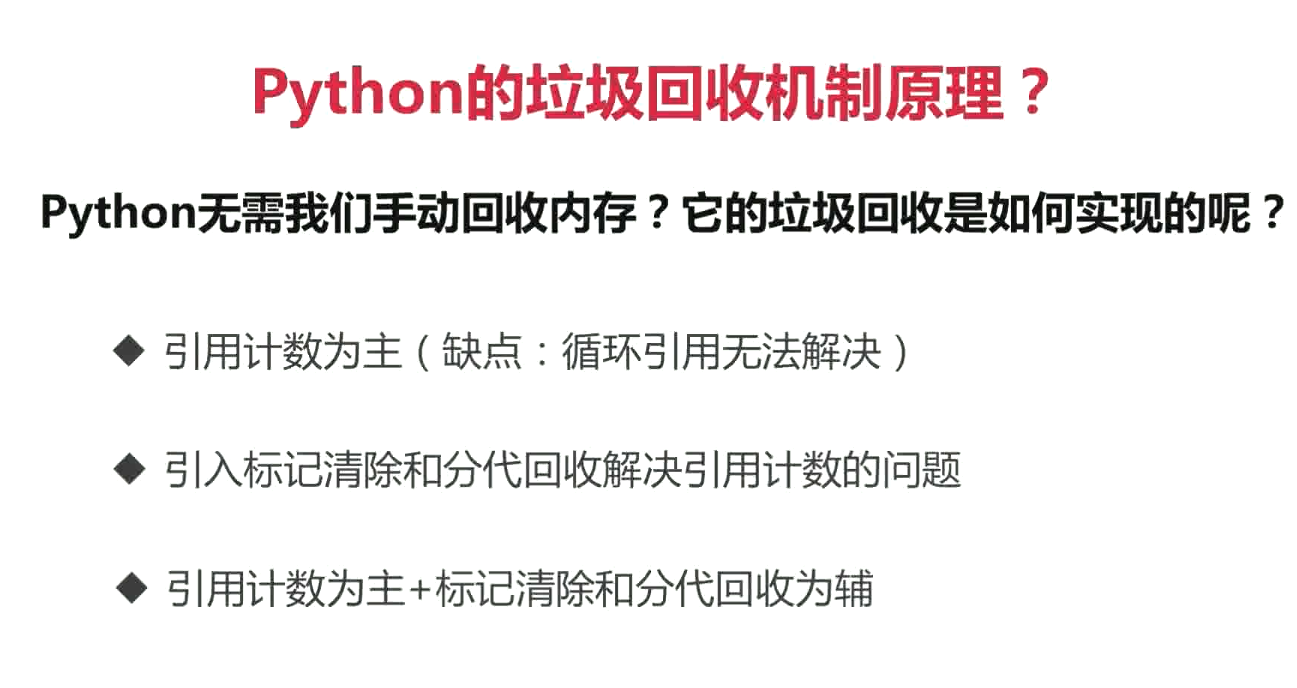 Python的垃圾回收机制原理？
Python无需我们手动回收内存？它的垃圾回收是如何实现的呢？
◆ 引用计数为主（缺点：循环引用无法解决）
◆ 引入标记清除和分代回收解决引用计数的问题
◆ 引用计数为主+标记清除和分代回收为辅